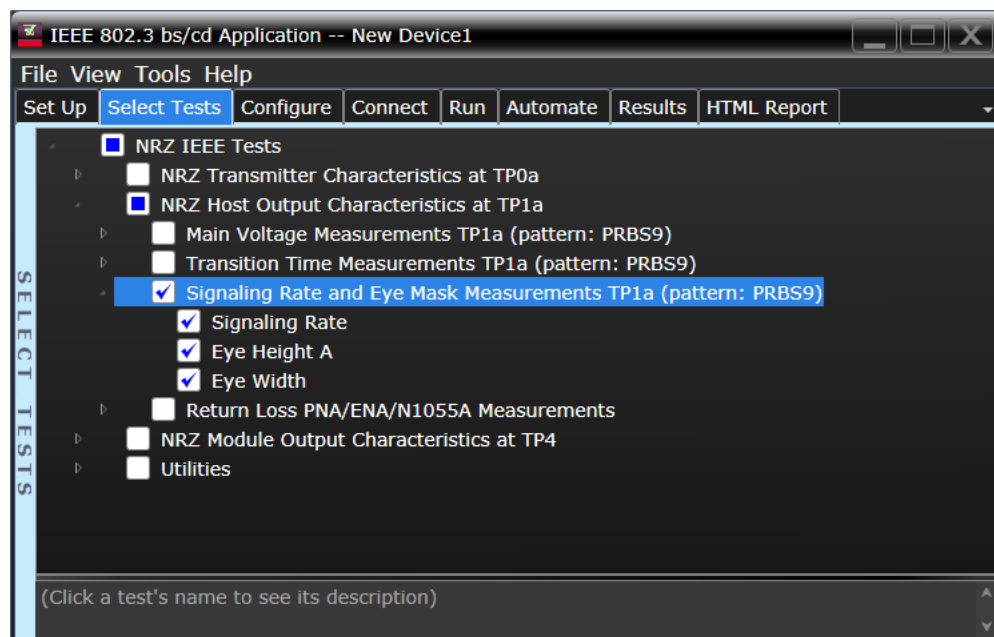 IEEE 802.3 bs/cd Application -- New Device1
File View Tools Help
Set Up Select Tests Configure Connect Run Automate Results HTML Report
SELECT TESTS
NRZ IEEE Tests
NRZ Transmitter Characteristics at TP0a
NRZ Host Output Characteristics at TP1a
Main Voltage Measurements TP1a (pattern: PRBS9)
Transition Time Measurements TP1a (pattern: PRBS9)
Signaling Rate and Eye Mask Measurements TP1a (pattern: PRBS9)
Signaling Rate
Eye Height A
Eye Width
Return Loss PNA/ENA/N1055A Measurements
NRZ Module Output Characteristics at TP4
Utilities
(Click a test's name to see its description)